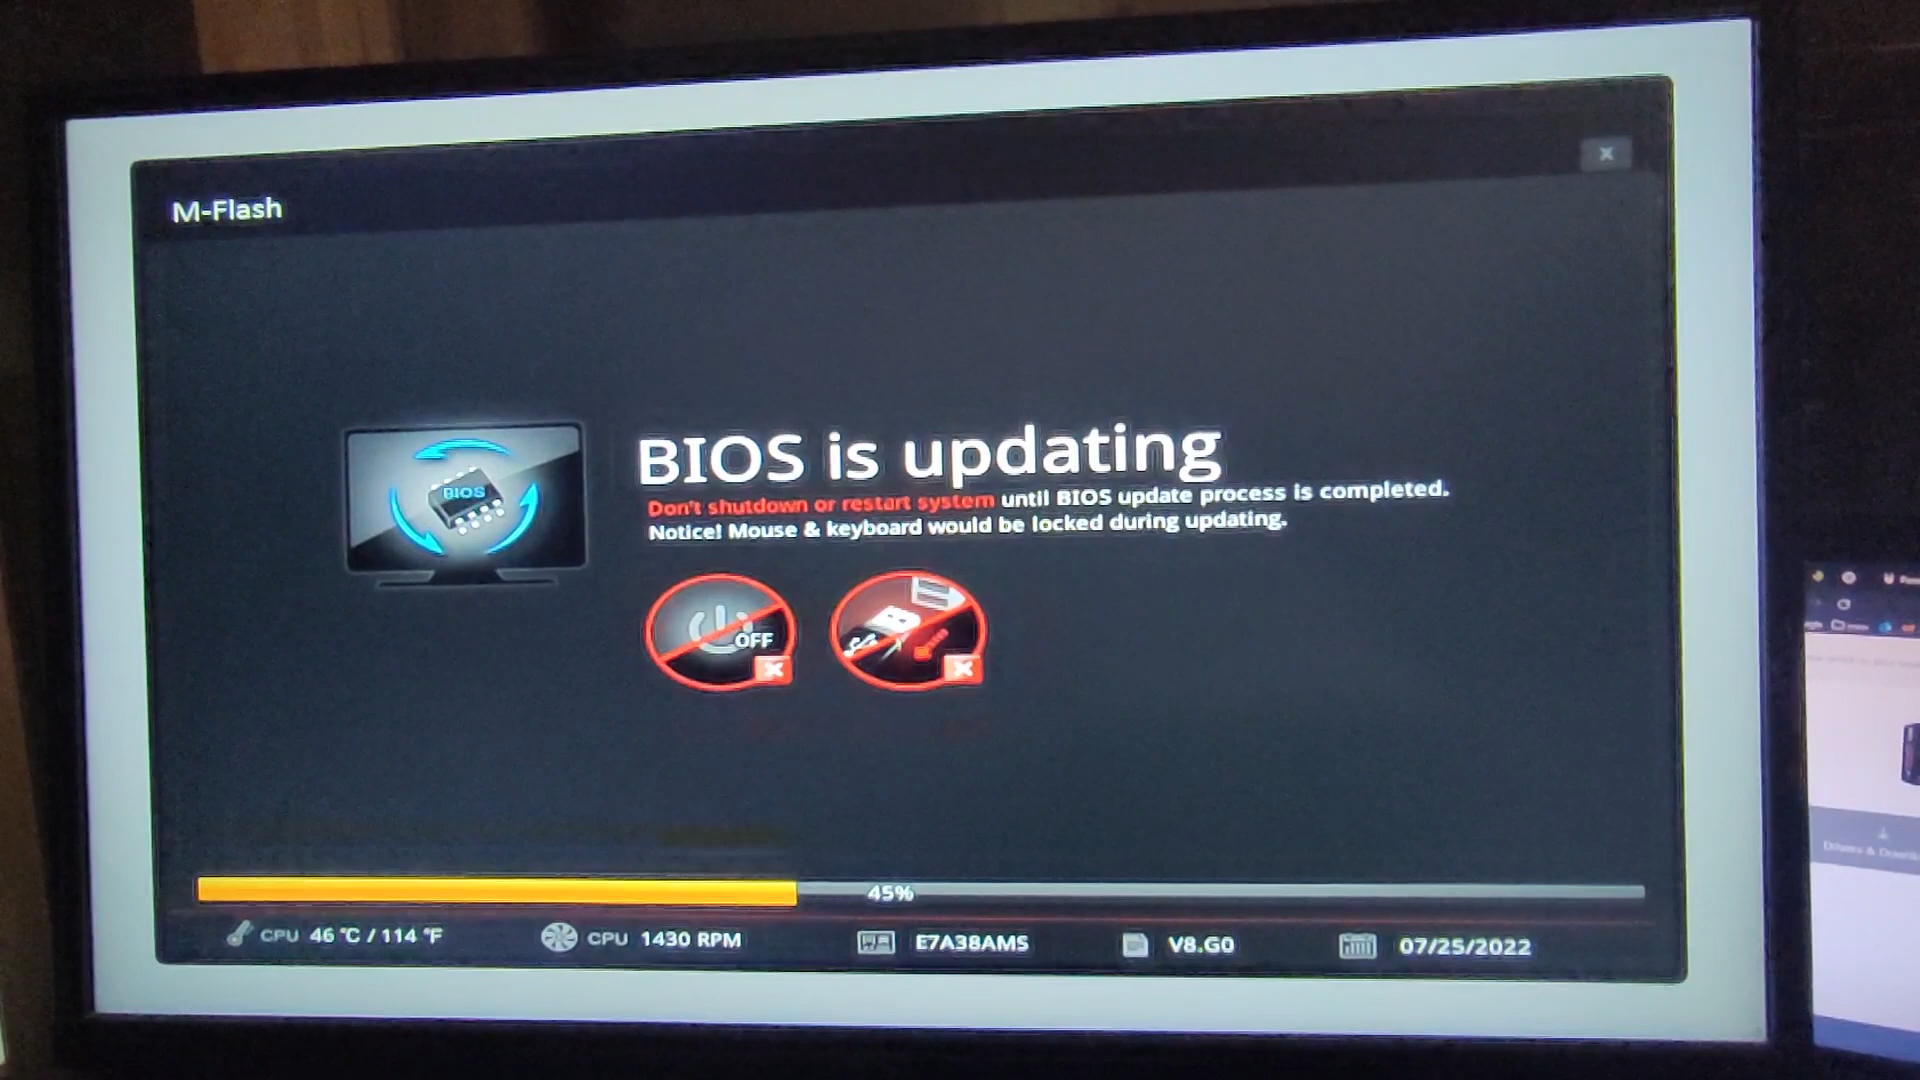 M-Flash
BIOS
BIOS is updating
Don't shutdown or restart system until BIOS update process is completed.
Notice! Mouse & keyboard would be locked during updating.
OFF
45%
CPU 46 °C / 114 °F
CPU 1430 RPM
E7A38AMS
V8.G0
07/25/2022